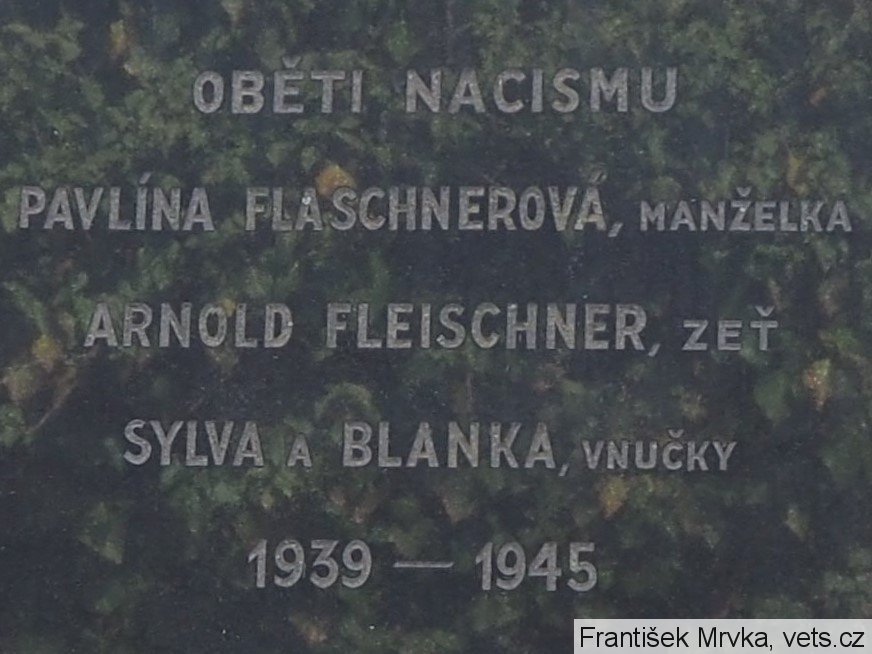 OBĚTI NACISMU
PAVLÍNA FLASCHNEROVÁ, MANŽELKA
ARNOLD FLEISCHNER, ZEŤ
SYLVA A BLANKA, VNUČKY
1939 — 1945
František Mrvka, vets.cz